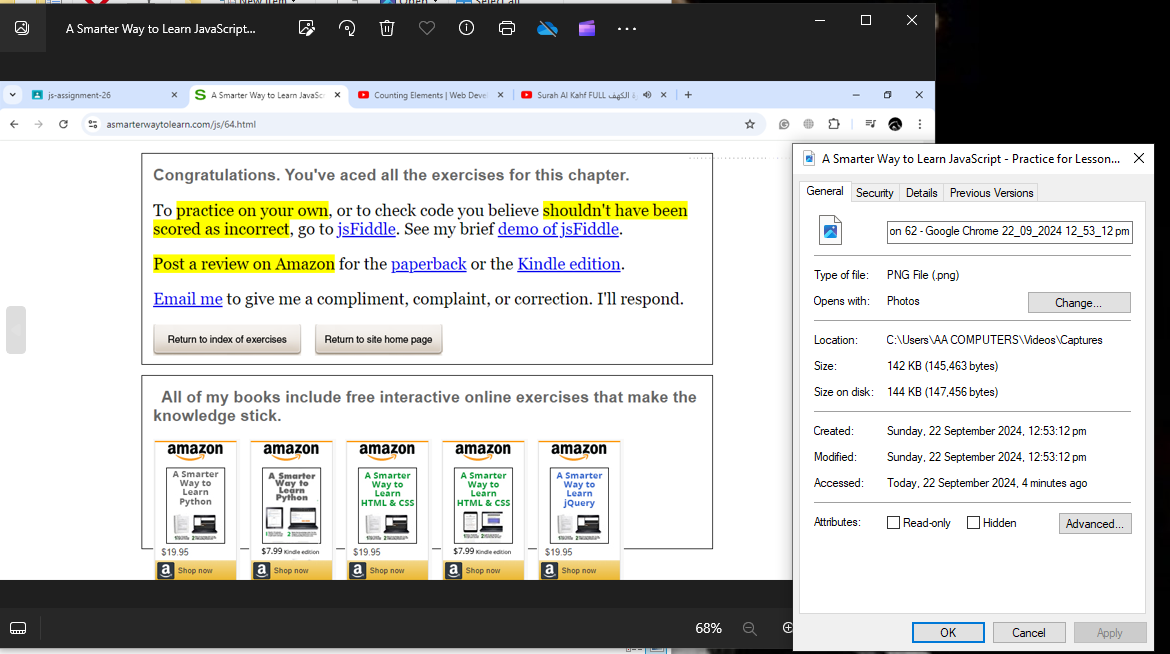 New item
Open
Select all
A Smarter Way to Learn JavaScript...
js-assignment-26
A Smarter Way to Learn JavaSc
Counting Elements | Web Deve
Surah Al Kahf FULL سورة الكهف
asmarterwaytolearn.com/js/64.html
Congratulations. You've aced all the exercises for this chapter.
To practice on your own, or to check code you believe shouldn't have been
scored as incorrect, go to jsFiddle. See my brief demo of jsFiddle.
Post a review on Amazon for the paperback or the Kindle edition.
Email me to give me a compliment, complaint, or correction. I'll respond.
Return to index of exercises
Return to site home page
All of my books include free interactive online exercises that make the
knowledge stick.
amazon
A Smarter
Way to
Learn
Python
$19.95
Shop now
amazon
A Smarter
Way to
Learn
Python
$7.99 Kindle edition
Shop now
amazon
A Smarter
Way to
Learn
HTML & CSS
$19.95
Shop now
amazon
A Smarter
Way to
Learn
HTML & CSS
$7.99 Kindle edition
Shop now
amazon
A Smarter
Way to
Learn
jQuery
$19.95
Shop now
68%
A Smarter Way to Learn JavaScript - Practice for Lesson...
General
Security
Details
Previous Versions
on 62 - Google Chrome 22_09_2024 12_53_12 pm
Type of file: PNG File (.png)
Opens with: Photos
Change...
Location: C:\Users\AA COMPUTERS\Videos\Captures
Size: 142 KB (145,463 bytes)
Size on disk: 144 KB (147,456 bytes)
Created: Sunday, 22 September 2024, 12:53:12 pm
Modified: Sunday, 22 September 2024, 12:53:12 pm
Accessed: Today, 22 September 2024, 4 minutes ago
Attributes: Read-only Hidden
Advanced...
OK
Cancel
Apply